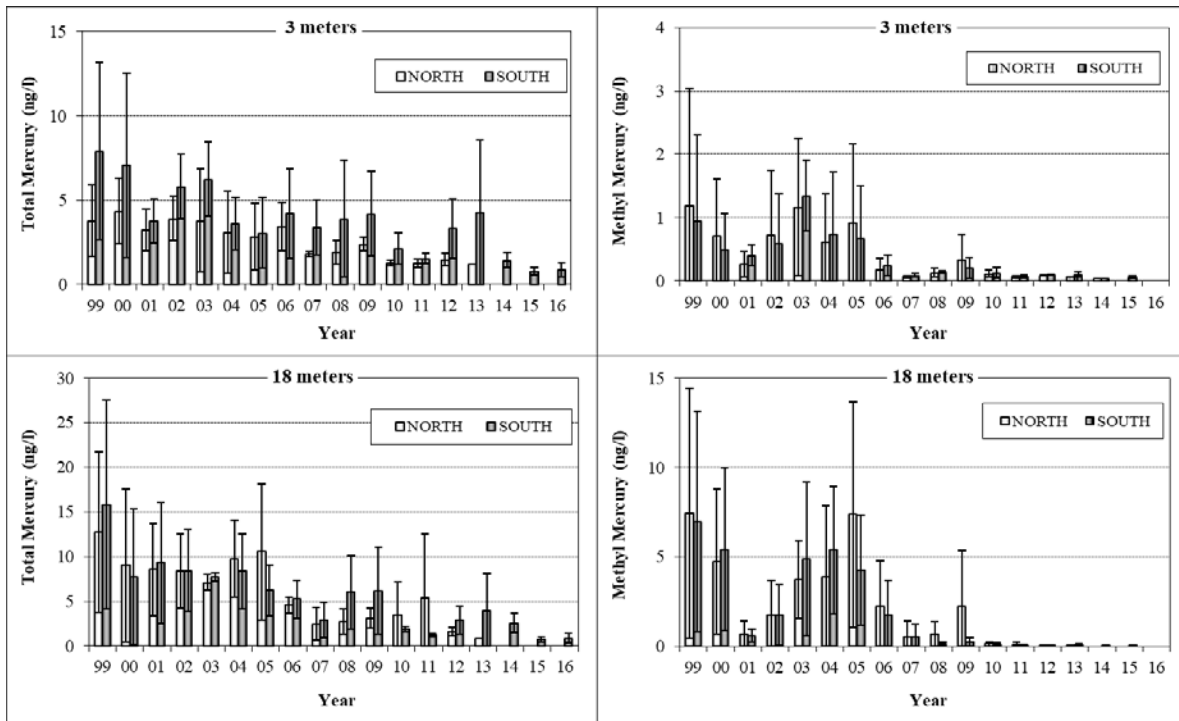 3 meters
15
10
5
0
Total Mercury (ng/l)
NORTH SOUTH
99 00 01 02 03 04 05 06 07 08 09 10 11 12 13 14 15 16
Year
3 meters
4
3
2
1
0
Methyl Mercury (ng/l)
NORTH SOUTH
99 00 01 02 03 04 05 06 07 08 09 10 11 12 13 14 15 16
Year
18 meters
30
25
20
15
10
5
0
Total Mercury (ng/l)
NORTH SOUTH
99 00 01 02 03 04 05 06 07 08 09 10 11 12 13 14 15 16
Year
18 meters
15
10
5
0
Methyl Mercury (ng/l)
NORTH SOUTH
99 00 01 02 03 04 05 06 07 08 09 10 11 12 13 14 15 16
Year